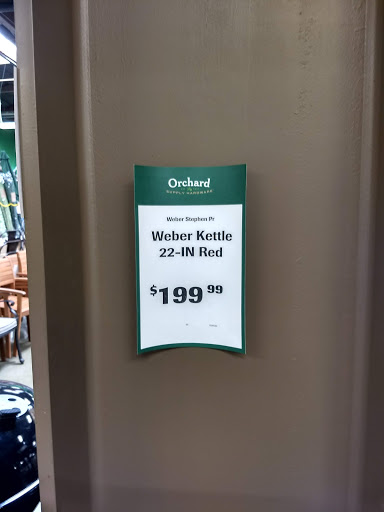 Orchard
SUPPLY HARDWARE
Weber Stephen Pr
Weber Kettle
22-IN Red
$199.99